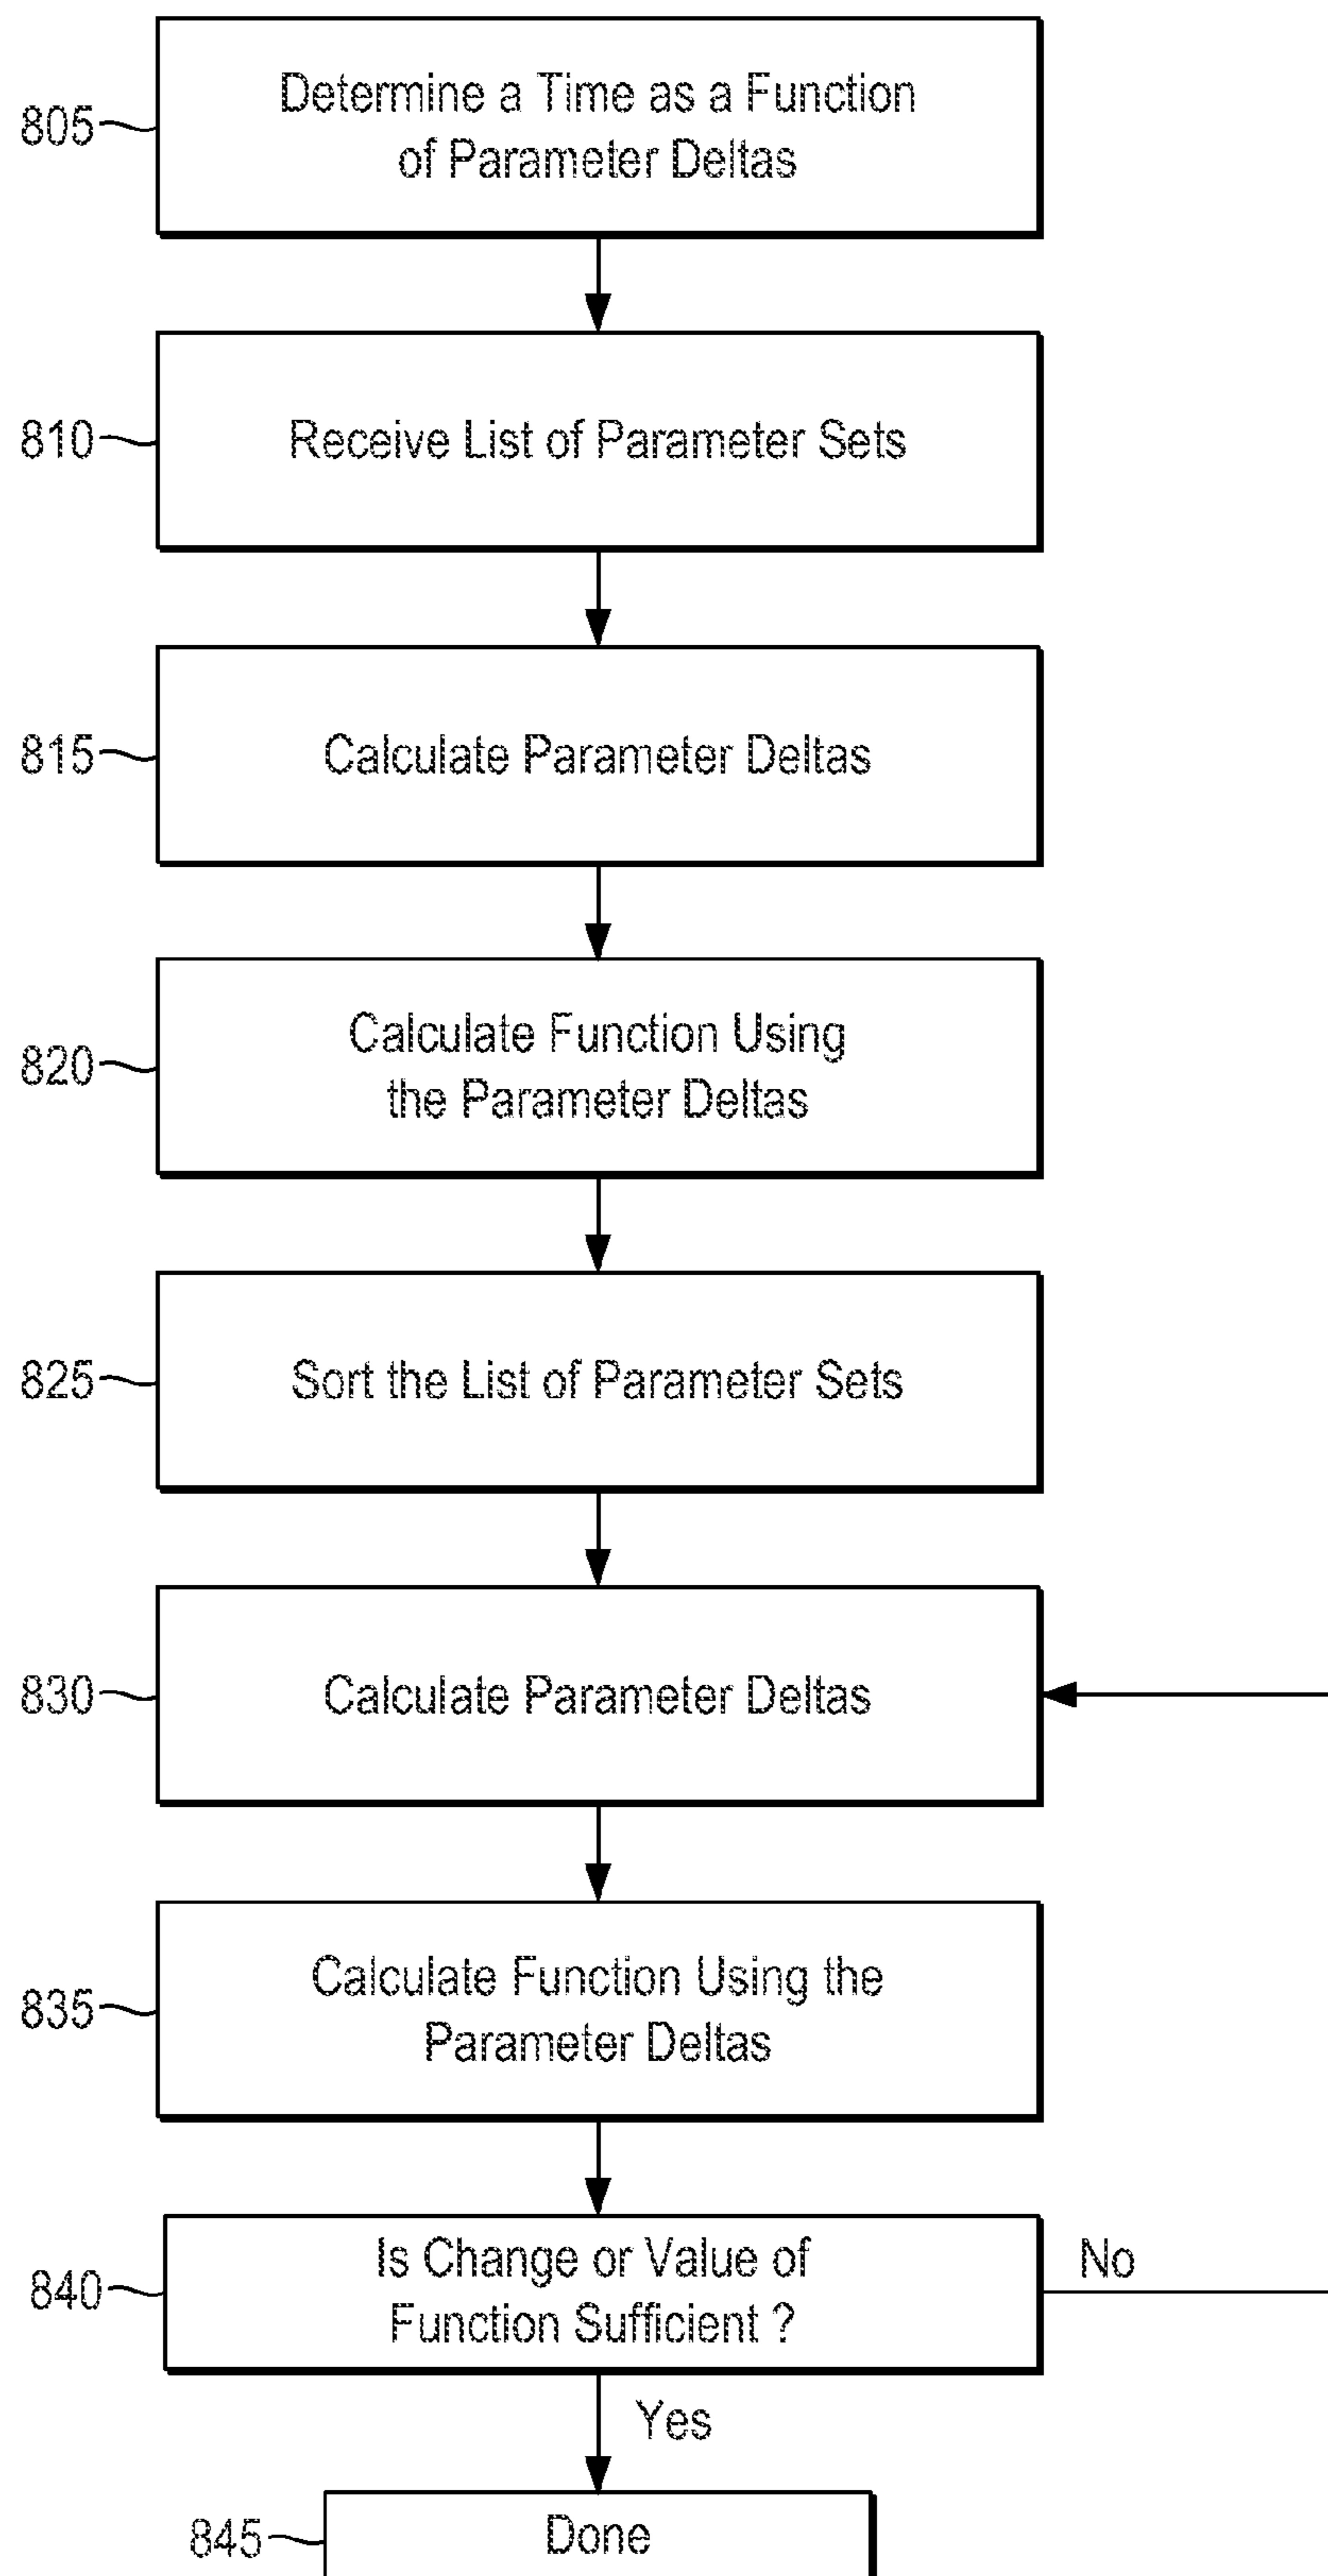 805
Determine a Time as a Function
of Parameter Deltas
810
Receive List of Parameter Sets
815
Calculate Parameter Deltas
820
Calculate Function Using
the Parameter Deltas
825
Sort the List of Parameter Sets
830
Calculate Parameter Deltas
835
Calculate Function Using the
Parameter Deltas
840
Is Change or Value of
Function Sufficient ?
No
Yes
845
Done